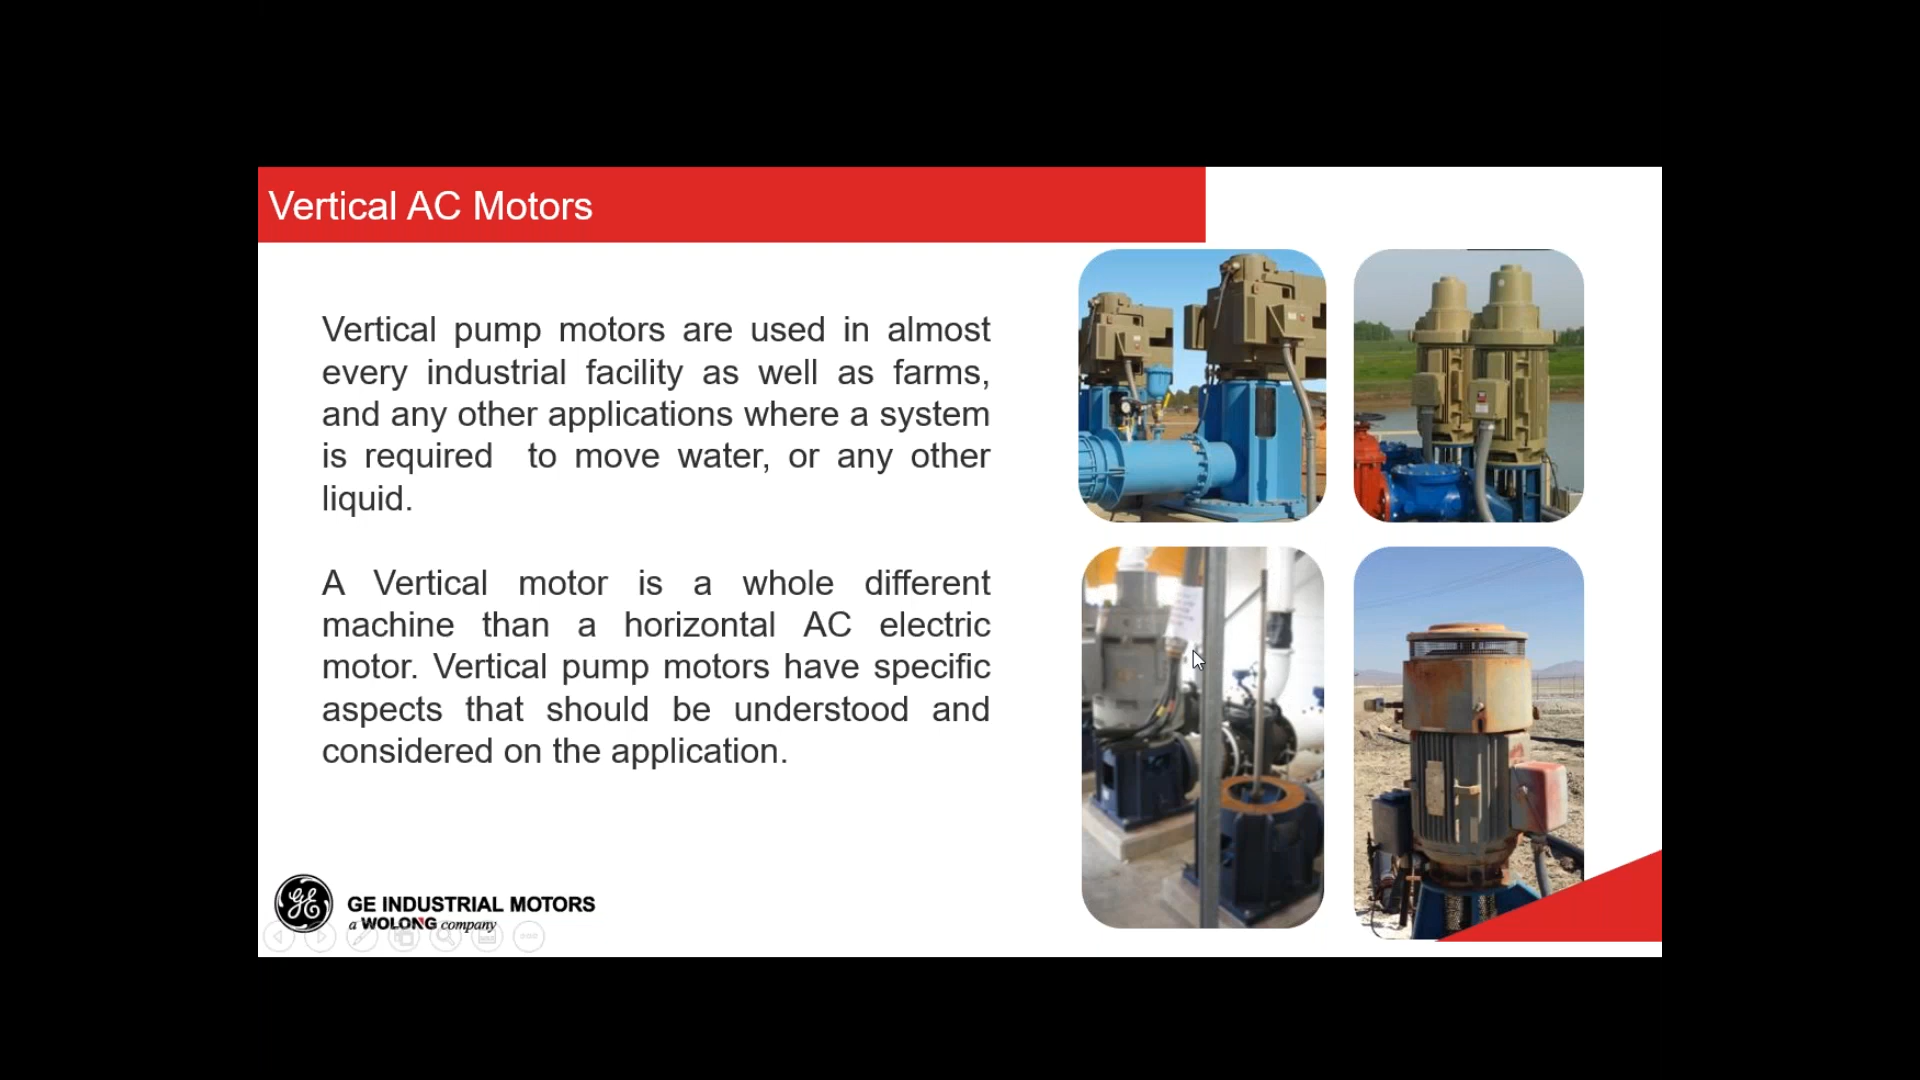 Vertical AC Motors
Vertical pump motors are used in almost
every industrial facility as well as farms,
and any other applications where a system
is required to move water, or any other
liquid.
A Vertical motor is a whole different
machine than a horizontal AC electric
motor. Vertical pump motors have specific
aspects that should be understood and
considered on the application.
GE
GE INDUSTRIAL MOTORS
a WOLONG company